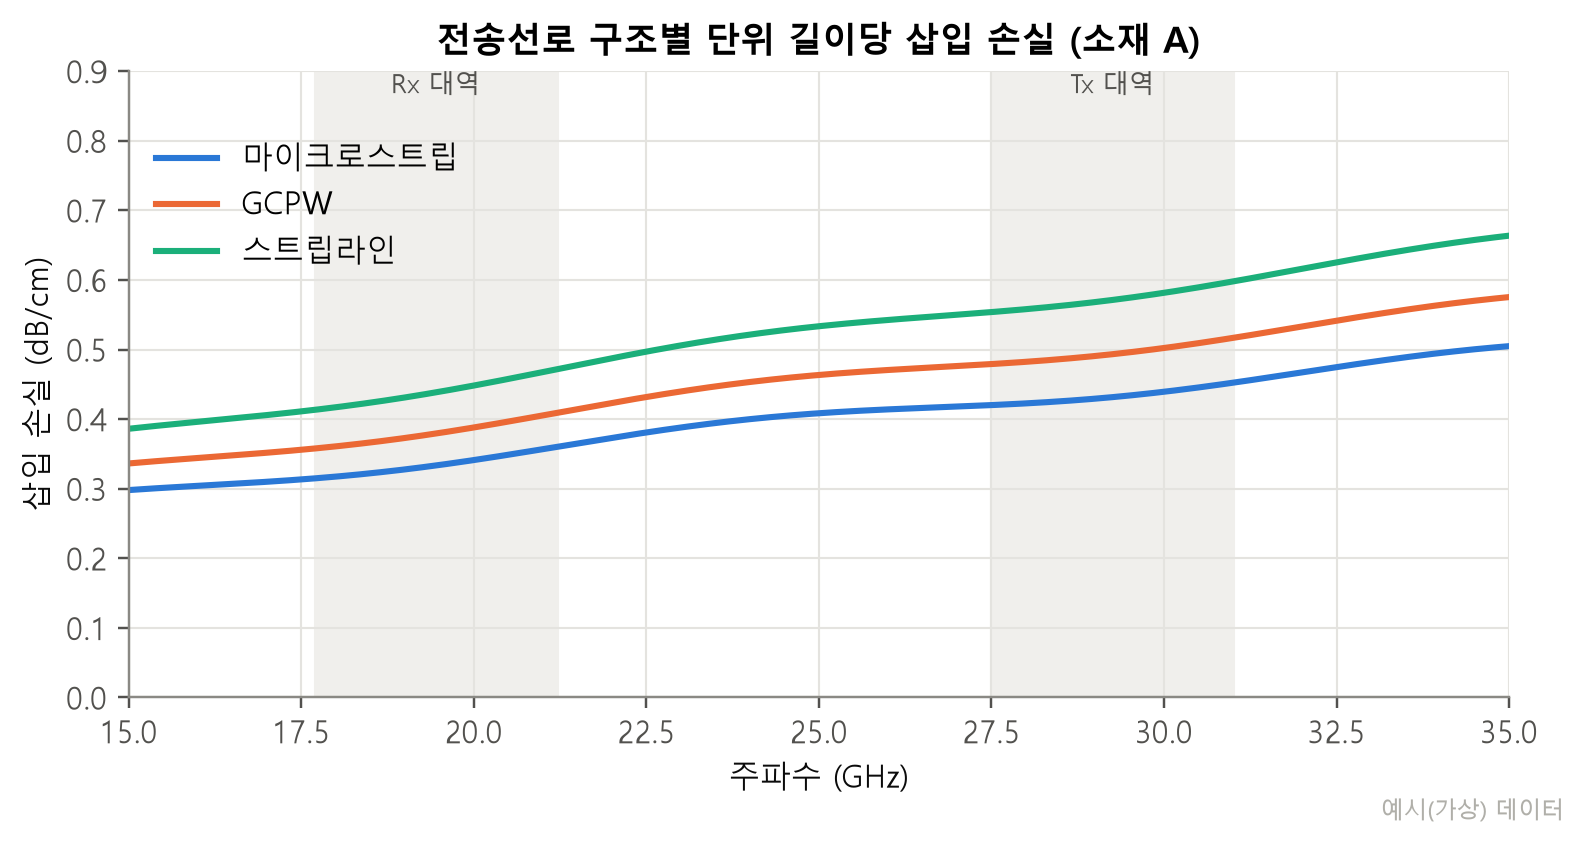 전송선로 구조별 단위 길이당 삽입 손실 (소재 A)
Rx 대역
Tx 대역
마이크로스트립
GCPW
스트립라인
삽입 손실 (dB/cm)
0.9
0.8
0.7
0.6
0.5
0.4
0.3
0.2
0.1
0.0
15.0 17.5 20.0 22.5 25.0 27.5 30.0 32.5 35.0
주파수 (GHz)
예시(가상) 데이터